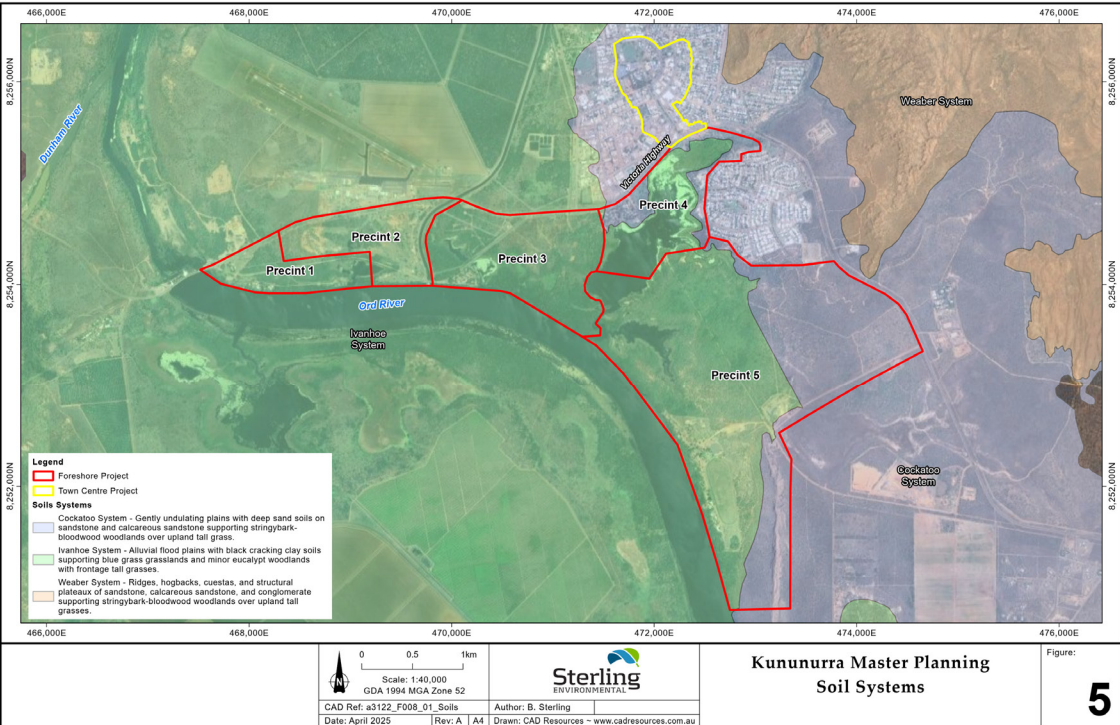 466,000E
468,000E
470,000E
472,000E
474,000E
476,000E
8,256,000N
8,256,000N
Dunham River
Weaber System
Victoria Highway
Precint 4
Precint 2
Precint 3
Precint 1
8,254,000N
8,254,000N
Ord River
Ivanhoe
System
Precint 5
Legend
Foreshore Project
Town Centre Project
Soils Systems
Cockatoo System - Gently undulating plains with deep sand soils on
sandstone and calcareous sandstone supporting stringybark-
bloodwood woodlands over upland tall grass.
Ivanhoe System - Alluvial flood plains with black cracking clay soils
supporting blue grass grasslands and minor eucalypt woodlands
with frontage tall grasses.
Weaber System - Ridges, hogbacks, cuestas, and structural
plateaux of sandstone, calcareous sandstone, and conglomerate
supporting stringybark-bloodwood woodlands over upland tall
grasses.
Cockatoo
System
8,252,000N
8,252,000N
466,000E
468,000E
470,000E
472,000E
474,000E
476,000E
N
0 0.5 1km
Scale: 1:40,000
GDA 1994 MGA Zone 52
CAD Ref: a3122_F008_01_Soils
Date: April 2025
Rev: A
A4
Sterling
ENVIRONMENTAL
Author: B. Sterling
Drawn: CAD Resources ~ www.cadresources.com.au
Kununurra Master Planning
Soil Systems
Figure:
5